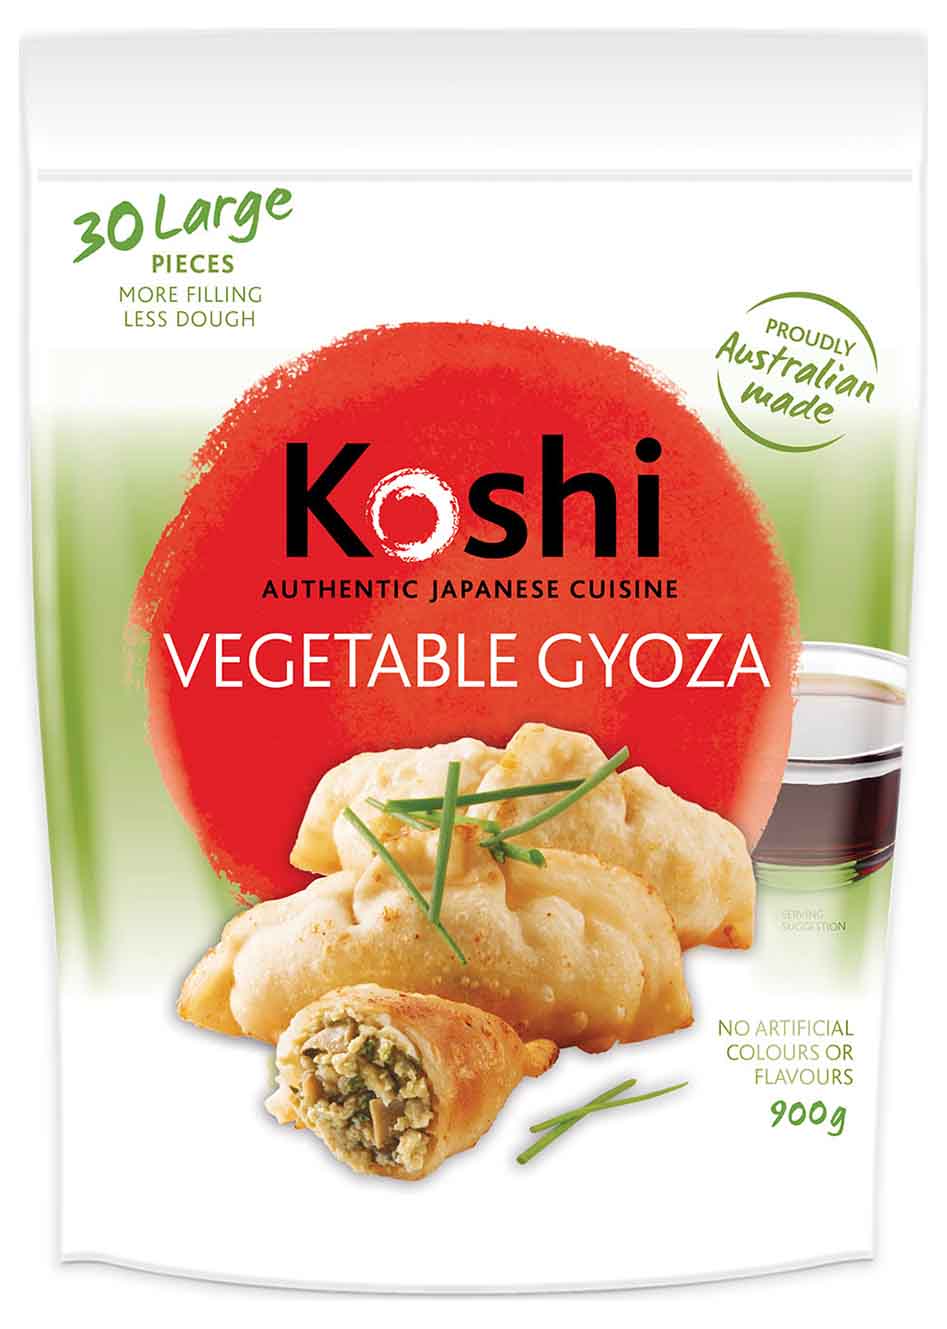 30 Large
PIECES
MORE FILLING
LESS DOUGH
PROUDLY
Australian
made
Koshi
AUTHENTIC JAPANESE CUISINE
VEGETABLE GYOZA
SERVING
SUGGESTION
NO ARTIFICIAL
COLOURS OR
FLAVOURS
900g